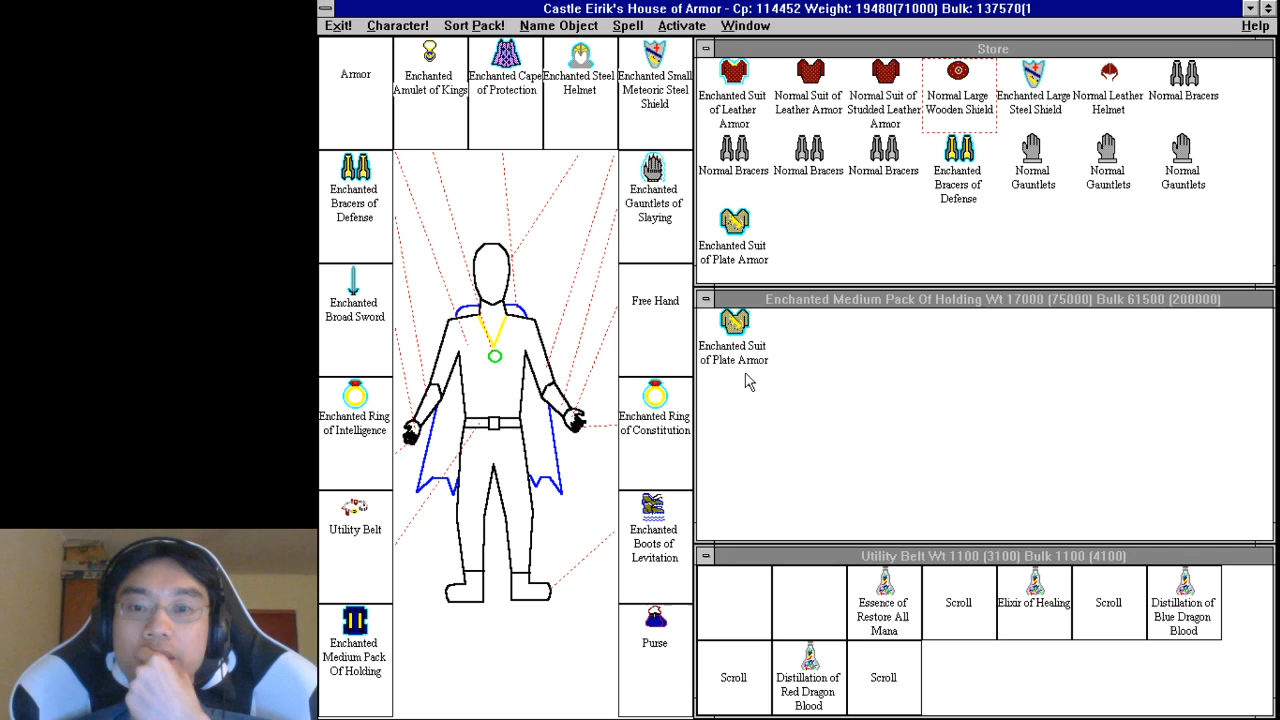 Castle Eirik's House of Armor - Cp: 114452 Weight: 19480(71000) Bulk: 137570(1
Exit! Character! Sort Pack! Name Object Spell Activate Window Help
Armor
Enchanted
Amulet of Kings
Enchanted Cape
of Protection
Enchanted Steel
Helmet
Enchanted Small
Meteoric Steel
Shield
Enchanted
Bracers of
Defense
Enchanted
Gauntlets of
Slaying
Enchanted
Broad Sword
Free Hand
Enchanted Ring
of Intelligence
Enchanted Ring
of Constitution
Utility Belt
Enchanted
Boots of
Levitation
Enchanted
Medium Pack
Of Holding
Purse
Store
Enchanted Suit
of Leather
Armor
Normal Suit of
Leather Armor
Normal Suit of
Studded Leather
Armor
Normal Large
Wooden Shield
Enchanted Large
Steel Shield
Normal Leather
Helmet
Normal Bracers
Normal Bracers
Normal Bracers
Normal Bracers
Enchanted
Bracers of
Defense
Normal
Gauntlets
Normal
Gauntlets
Normal
Gauntlets
Enchanted Suit
of Plate Armor
Enchanted Medium Pack Of Holding Wt 17000 (75000) Bulk 61500 (200000)
Enchanted Suit
of Plate Armor
Utility Belt Wt 1100 (3100) Bulk 1100 (4100)
Essence of
Restore All
Mana
Scroll
Elixir of Healing
Scroll
Distillation of
Blue Dragon
Blood
Scroll
Distillation of
Red Dragon
Blood
Scroll